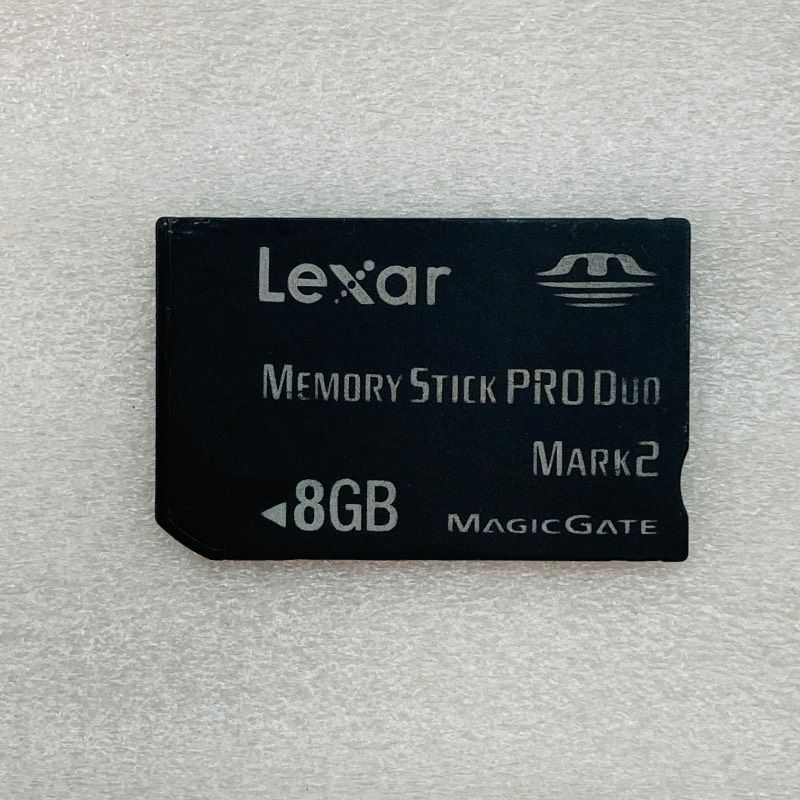 Lexar
MEMORY STICK PRO DUO
MARK2
◄8GB
MAGICGATE